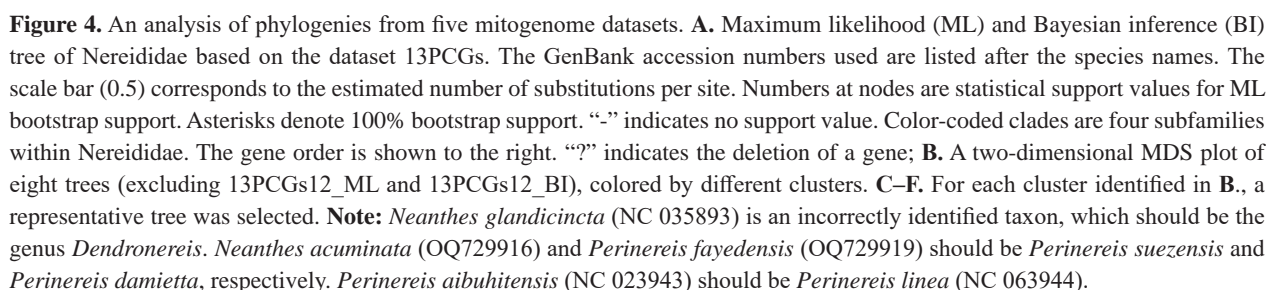 Figure 4. An analysis of phylogenies from five mitogenome datasets. A. Maximum likelihood (ML) and Bayesian inference (BI)
tree of Nereididae based on the dataset 13PCGs. The GenBank accession numbers used are listed after the species names. The
scale bar (0.5) corresponds to the estimated number of substitutions per site. Numbers at nodes are statistical support values for ML
bootstrap support. Asterisks denote 100% bootstrap support. “-” indicates no support value. Color-coded clades are four subfamilies
within Nereididae. The gene order is shown to the right. “?” indicates the deletion of a gene; B. A two-dimensional MDS plot of
eight trees (excluding 13PCGs12_ML and 13PCGs12_BI), colored by different clusters. C–F. For each cluster identified in B., a
representative tree was selected. Note: Neanthes glandicincta (NC 035893) is an incorrectly identified taxon, which should be the
genus Dendronereis. Neanthes acuminata (OQ729916) and Perinereis fayedensis (OQ729919) should be Perinereis suezensis and
Perinereis damietta, respectively. Perinereis aibuhitensis (NC 023943) should be Perinereis linea (NC 063944).